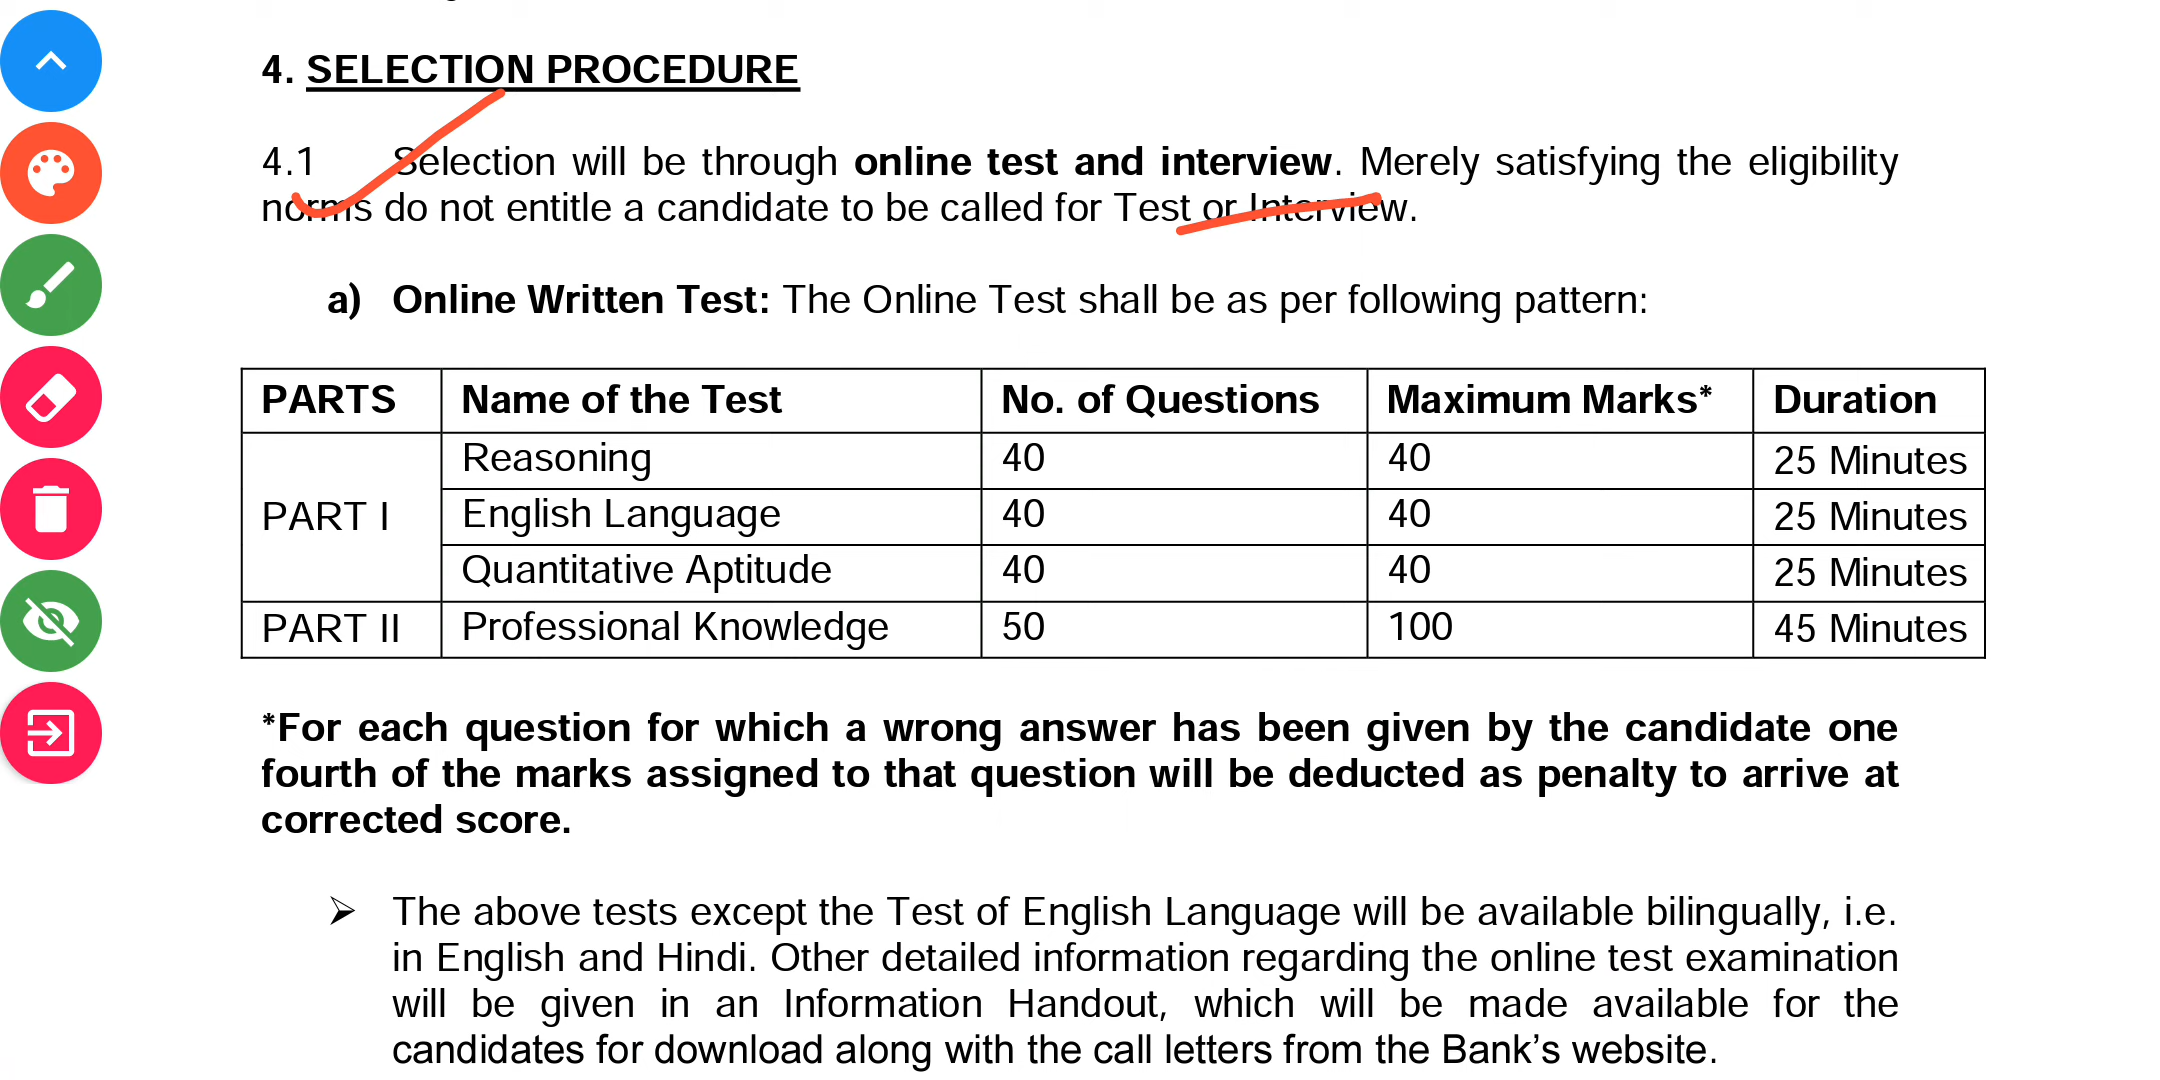 4. SELECTION PROCEDURE
4.1 Selection will be through online test and interview. Merely satisfying the eligibility
norms do not entitle a candidate to be called for Test or Interview.
a) Online Written Test: The Online Test shall be as per following pattern:
PARTS Name of the Test No. of Questions Maximum Marks* Duration
Reasoning 40 40 25 Minutes
PART I English Language 40 40 25 Minutes
Quantitative Aptitude 40 40 25 Minutes
PART II Professional Knowledge 50 100 45 Minutes
*For each question for which a wrong answer has been given by the candidate one
fourth of the marks assigned to that question will be deducted as penalty to arrive at
corrected score.
➢ The above tests except the Test of English Language will be available bilingually, i.e.
in English and Hindi. Other detailed information regarding the online test examination
will be given in an Information Handout, which will be made available for the
candidates for download along with the call letters from the Bank’s website.